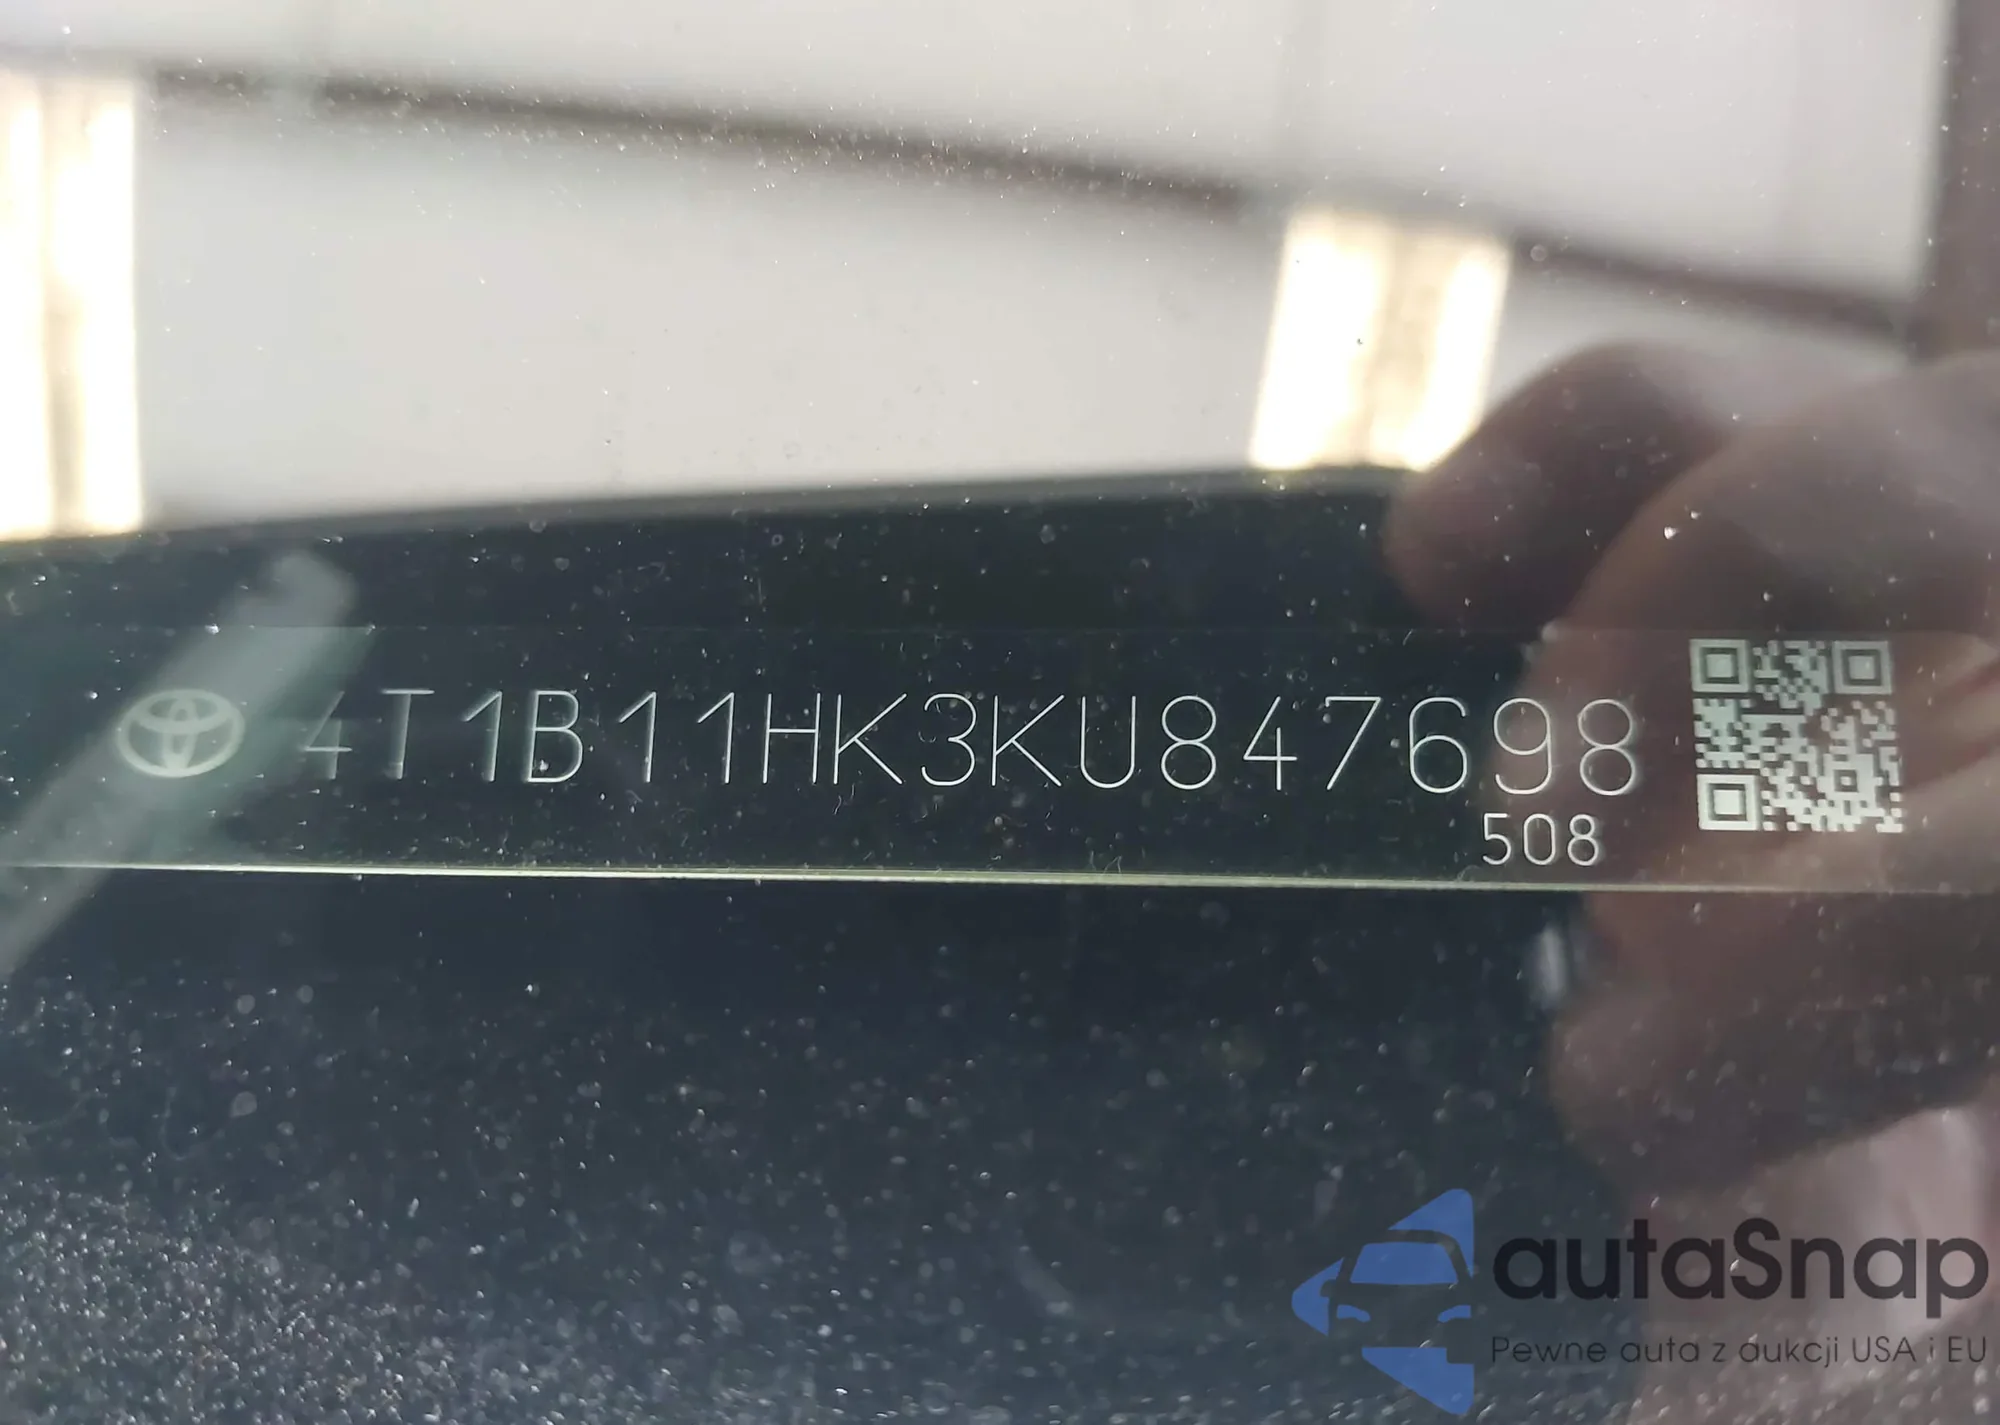 4T1B11HK3KU847698
508
autaSnap
Pewne auta z aukcji USA i EU